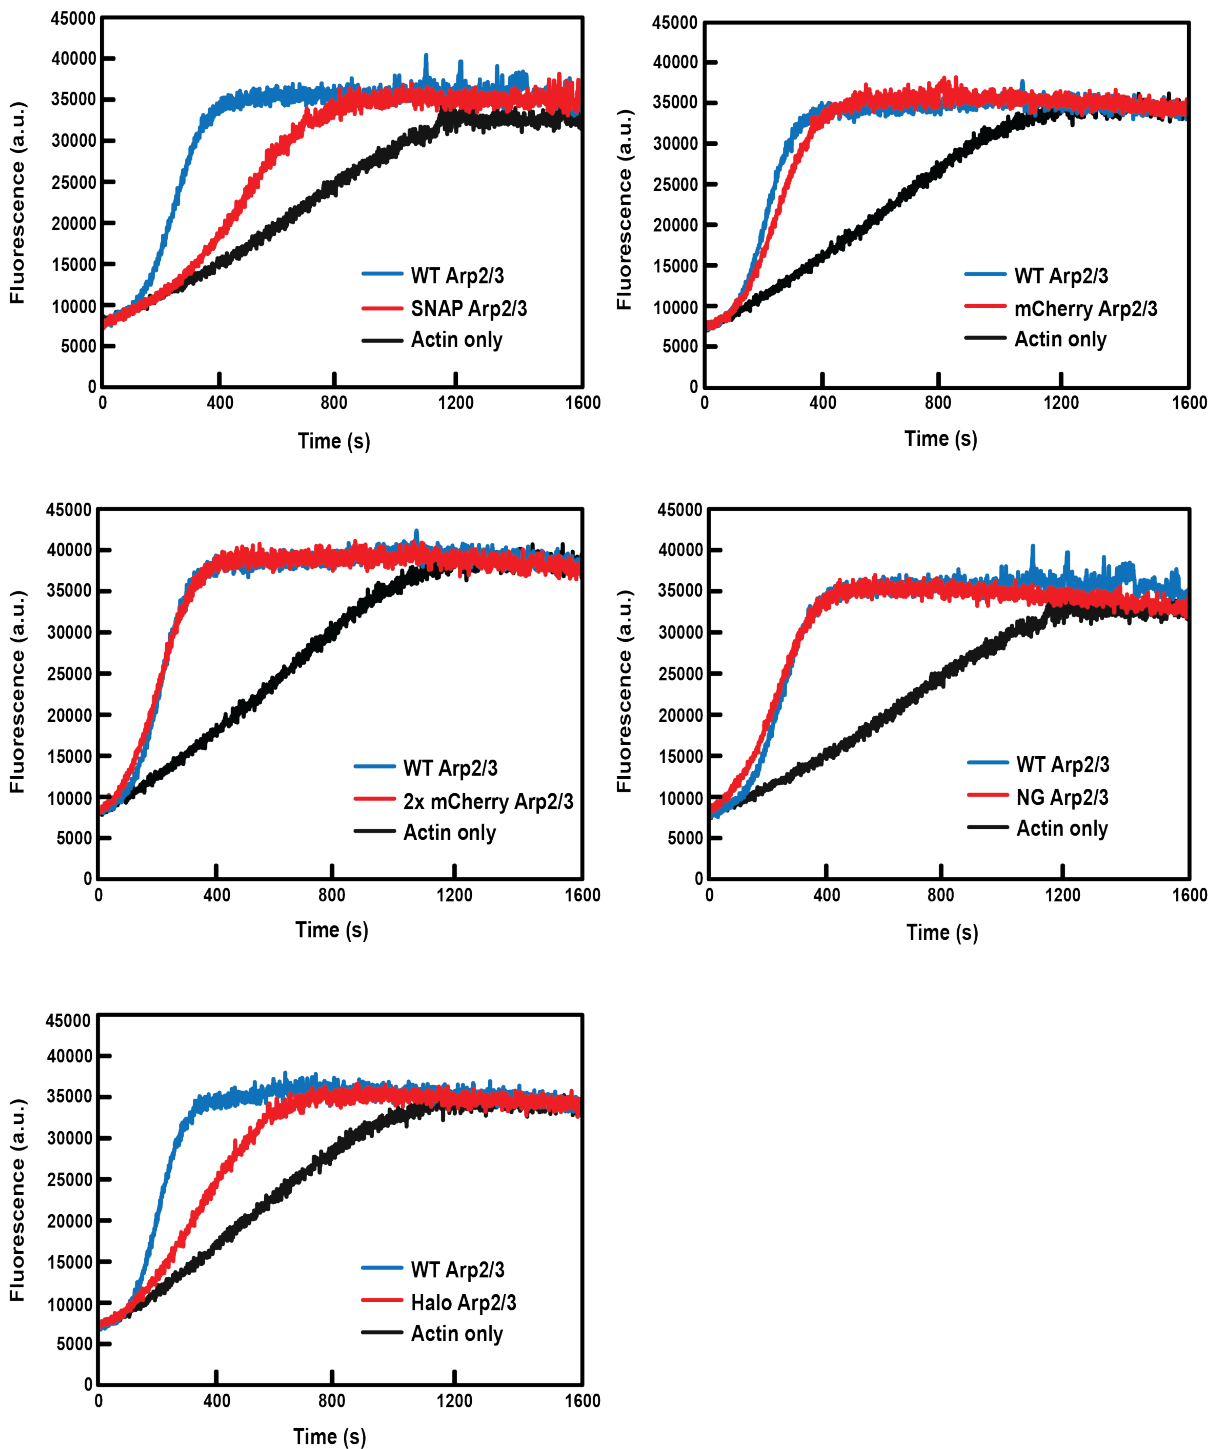 45000
40000
35000
30000
25000
20000
15000
10000
5000
0
Fluorescence (a.u.)
WT Arp2/3
SNAP Arp2/3
Actin only
0 400 800 1200 1600
Time (s)
45000
40000
35000
30000
25000
20000
15000
10000
5000
0
Fluorescence (a.u.)
WT Arp2/3
mCherry Arp2/3
Actin only
0 400 800 1200 1600
Time (s)
45000
40000
35000
30000
25000
20000
15000
10000
5000
0
Fluorescence (a.u.)
WT Arp2/3
2x mCherry Arp2/3
Actin only
0 400 800 1200 1600
Time (s)
45000
40000
35000
30000
25000
20000
15000
10000
5000
0
Fluorescence (a.u.)
WT Arp2/3
NG Arp2/3
Actin only
0 400 800 1200 1600
Time (s)
45000
40000
35000
30000
25000
20000
15000
10000
5000
0
Fluorescence (a.u.)
WT Arp2/3
Halo Arp2/3
Actin only
0 400 800 1200 1600
Time (s)